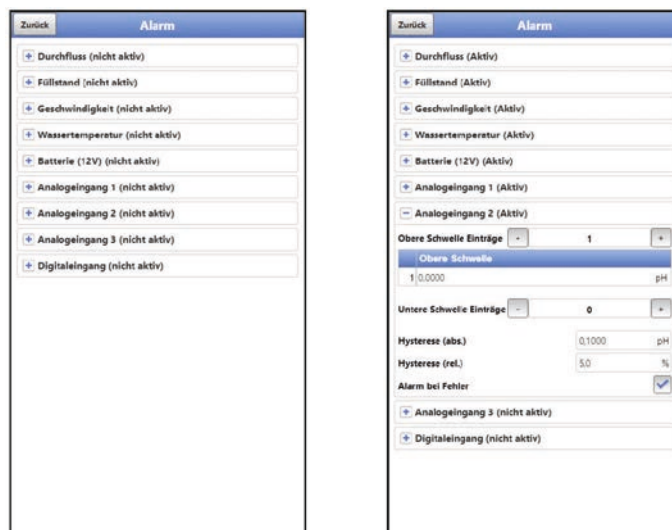 Zurück Alarm
Durchfluss (nicht aktiv)
Füllstand (nicht aktiv)
Geschwindigkeit (nicht aktiv)
Wassertemperatur (nicht aktiv)
Batterie (12V) (nicht aktiv)
Analogeingang 1 (nicht aktiv)
Analogeingang 2 (nicht aktiv)
Analogeingang 3 (nicht aktiv)
Digitaleingang (nicht aktiv)
Zurück Alarm
Durchfluss (Aktiv)
Füllstand (Aktiv)
Geschwindigkeit (Aktiv)
Wassertemperatur (Aktiv)
Batterie (12V) (Aktiv)
Analogeingang 1 (Aktiv)
Analogeingang 2 (Aktiv)
Obere Schwelle Einträge - 1 +
Obere Schwelle
1 0,0000 pH
Untere Schwelle Einträge - 0 +
Hysterese (abs.) 0,1000 pH
Hysterese (rel.) 5,0 %
Alarm bei Fehler
Analogeingang 3 (nicht aktiv)
Digitaleingang (nicht aktiv)